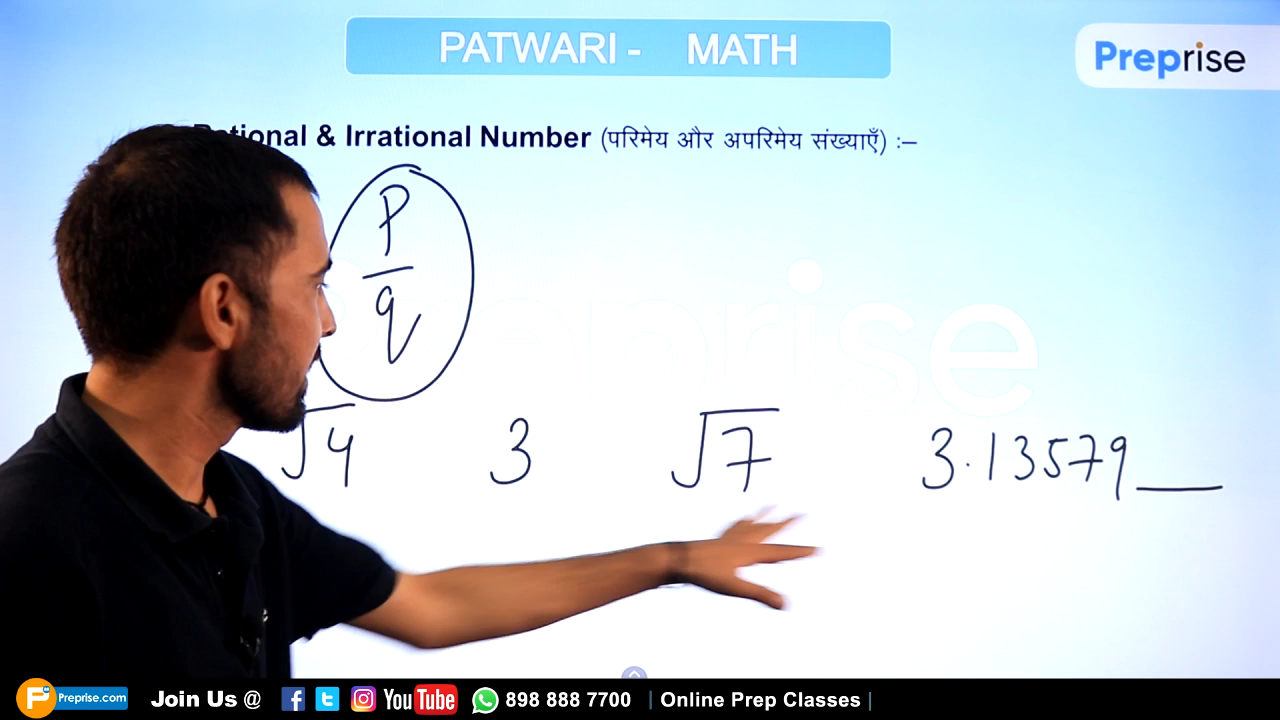 PATWARI - MATH
Preprise
Rational & Irrational Number (परिमेय और अपरिमेय संख्याएँ) :–
P
q
√4 3 √7 3.13579__
Preprise.com Join Us @ YouTube 898 888 7700 | Online Prep Classes |